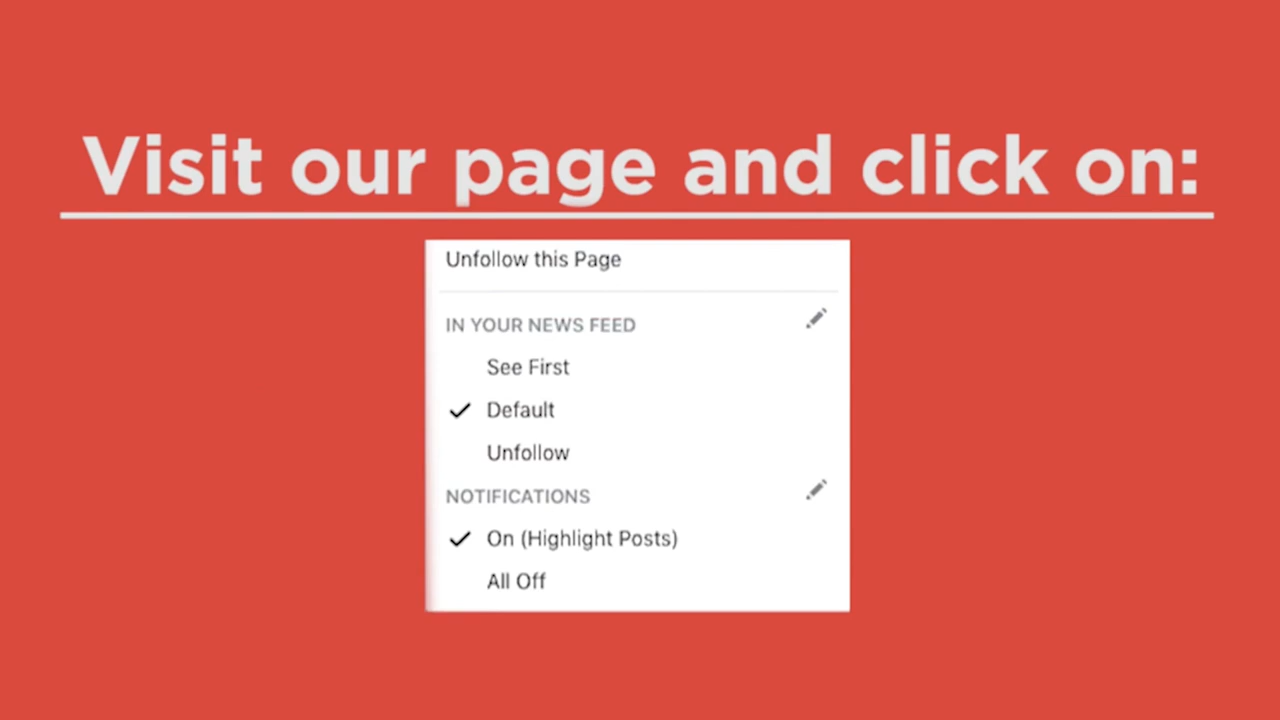 Visit our page and click on:
Unfollow this Page
IN YOUR NEWS FEED
See First
Default
Unfollow
NOTIFICATIONS
On (Highlight Posts)
All Off